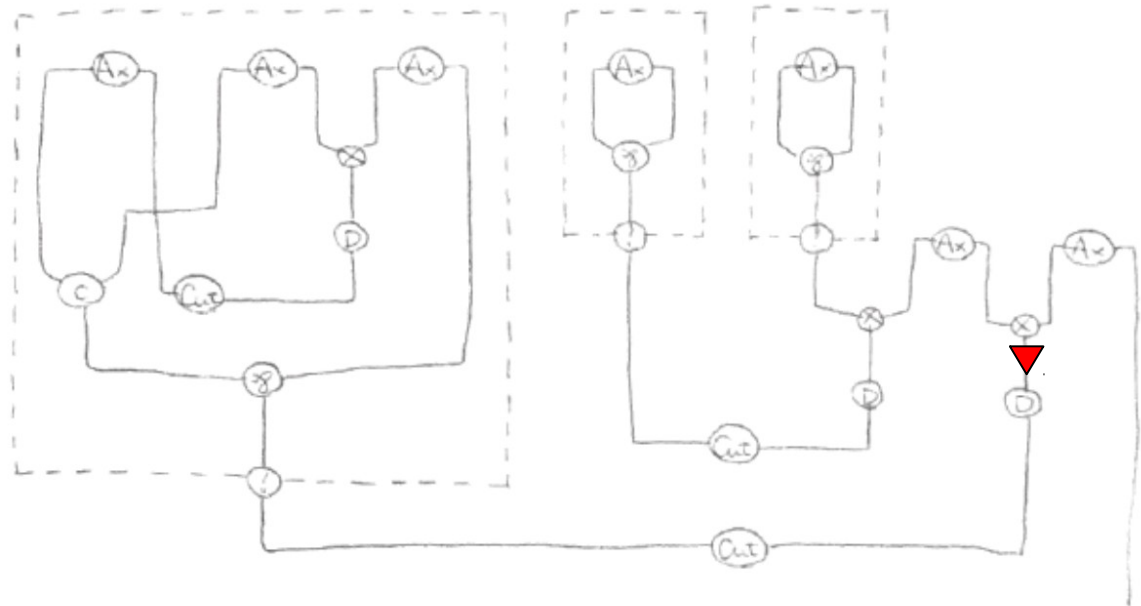 Ax Ax Ax Ax Ax
⊗ ⅋ ⅋
D ! ! Ax Ax
C Cut
⊗ ⊗
⅋ D D
Cut
!
Cut